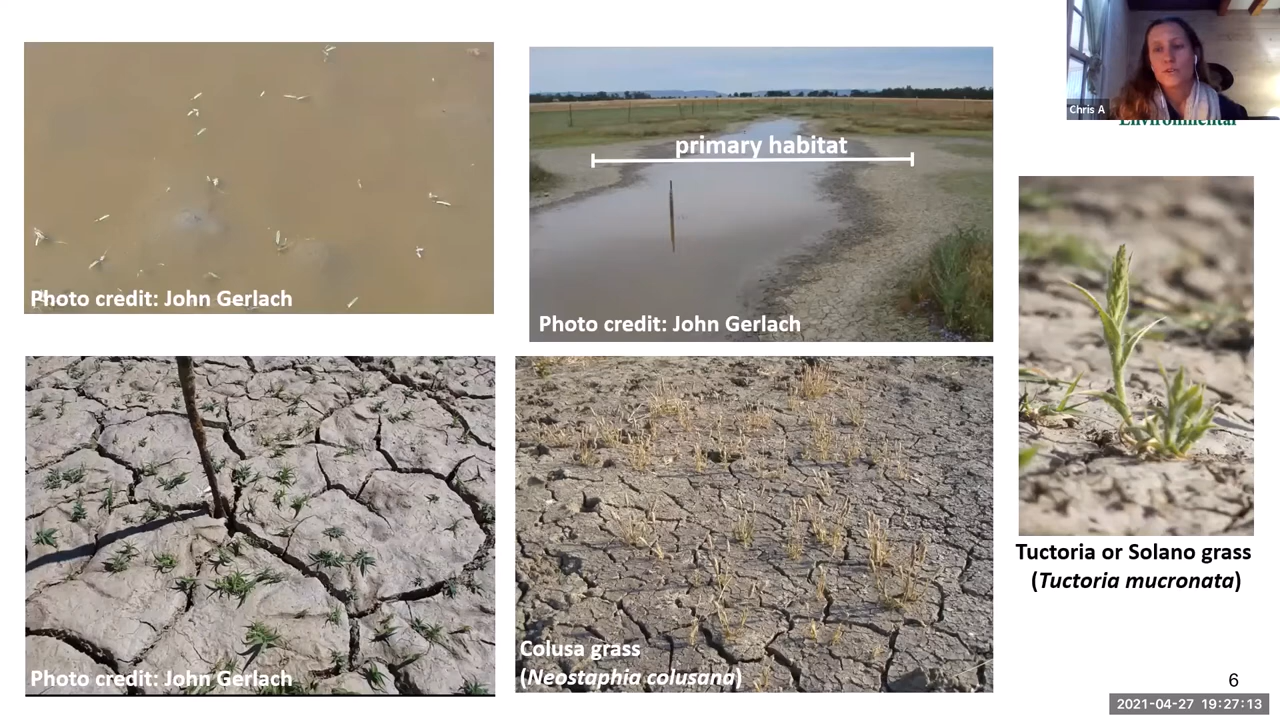 Photo credit: John Gerlach
primary habitat
Photo credit: John Gerlach
Chris A
Environmental
Photo credit: John Gerlach
Colusa grass
(Neostaphia colusana)
Tuctoria or Solano grass
(Tuctoria mucronata)
6
2021-04-27 19:27:13